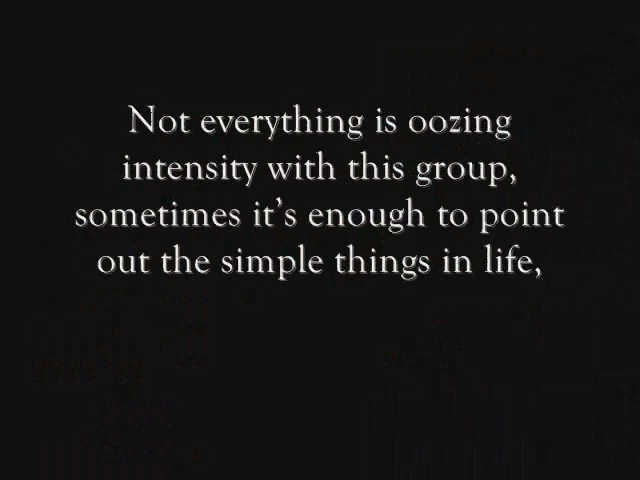 Not everything is oozing
intensity with this group,
sometimes it's enough to point
out the simple things in life,